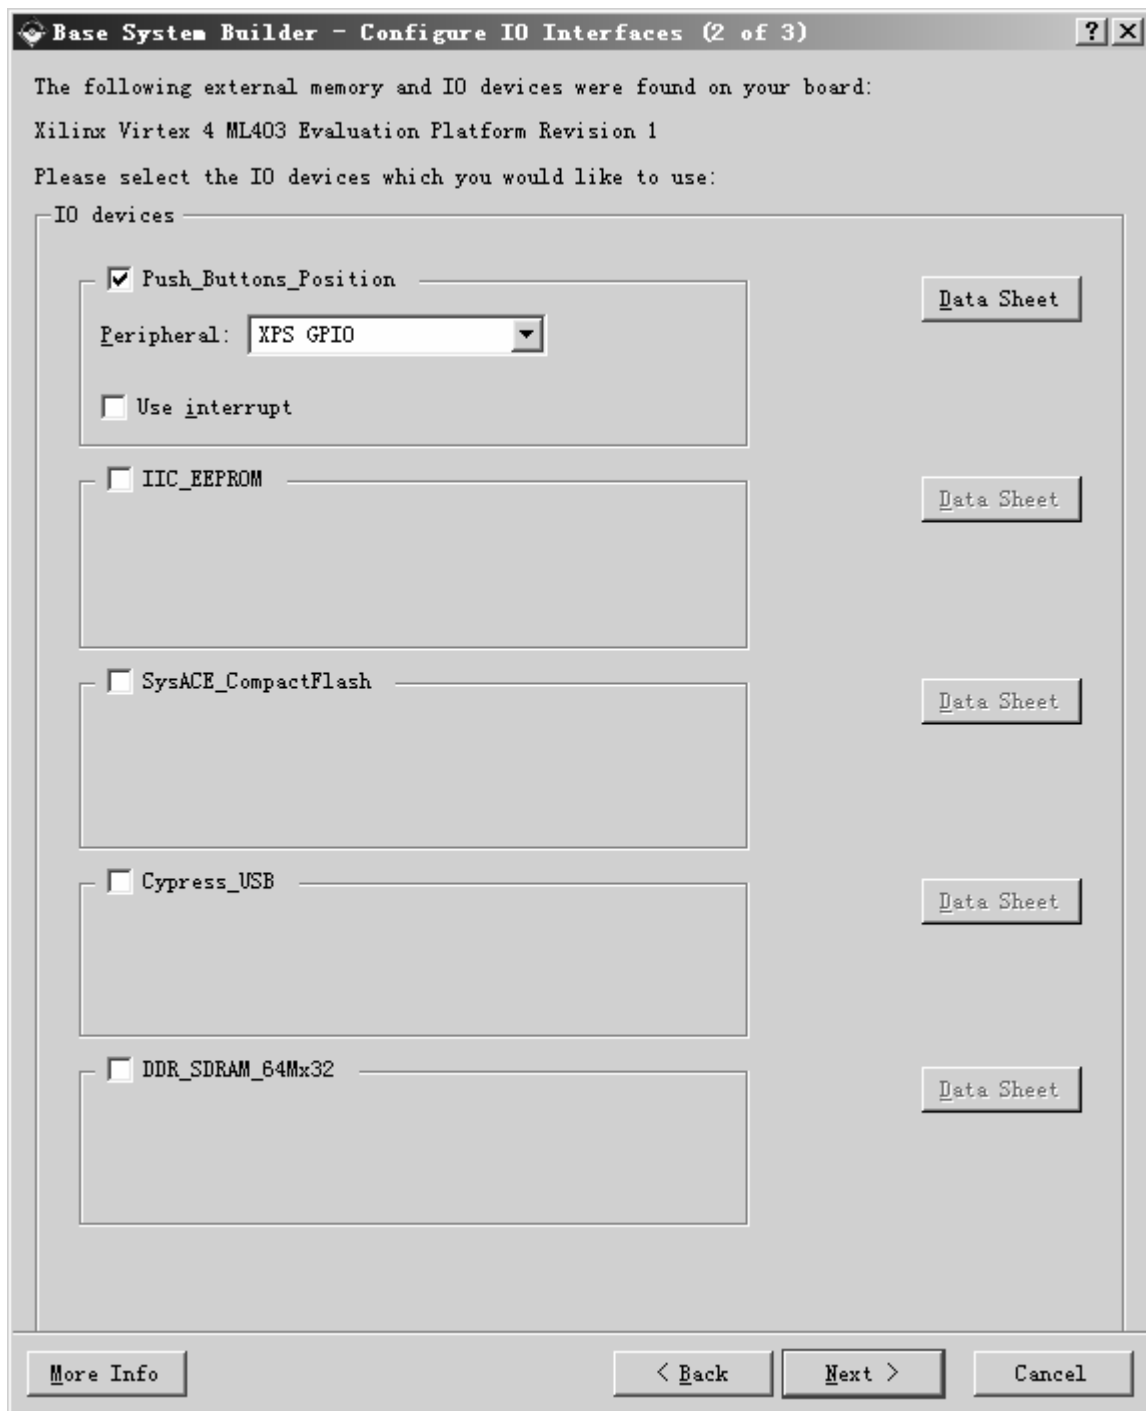 Base System Builder - Configure IO Interfaces (2 of 3)
The following external memory and IO devices were found on your board:
Xilinx Virtex 4 ML403 Evaluation Platform Revision 1
Please select the IO devices which you would like to use:
IO devices
Push_Buttons_Position
Data Sheet
Peripheral: XPS GPIO
Use interrupt
IIC_EEPROM
Data Sheet
SysACE_CompactFlash
Data Sheet
Cypress_USB
Data Sheet
DDR_SDRAM_64Mx32
Data Sheet
More Info < Back Next > Cancel